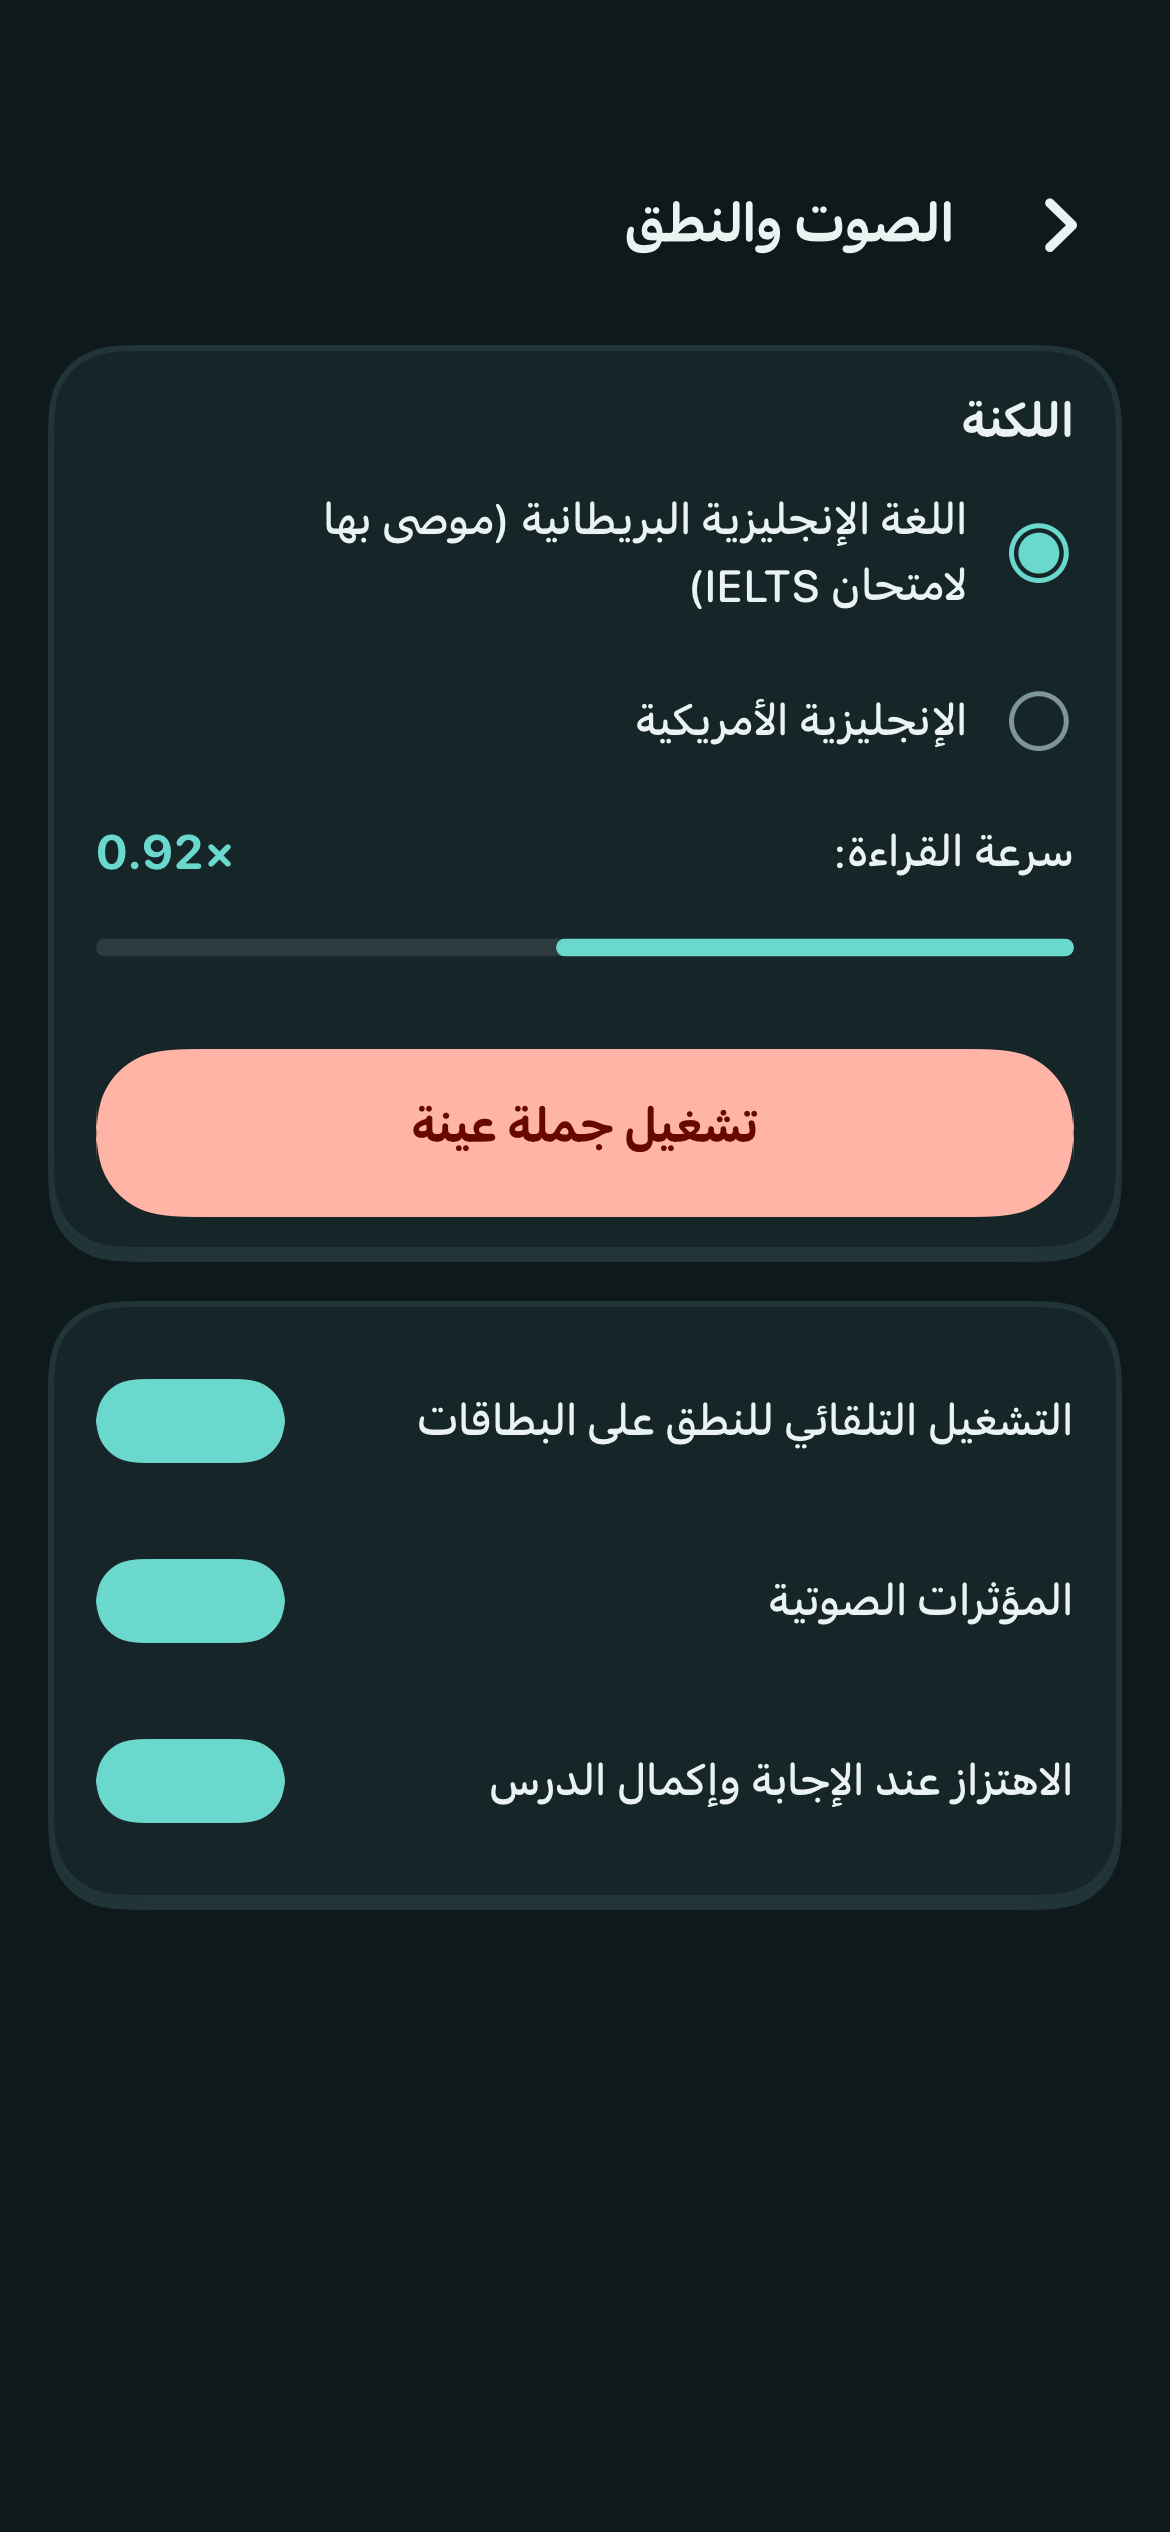 الصوت والنطق
اللكنة
اللغة الإنجليزية البريطانية (موصى بها
لامتحان IELTS)
الإنجليزية الأمريكية
سرعة القراءة:
0.92×
تشغيل جملة عينة
التشغيل التلقائي للنطق على البطاقات
المؤثرات الصوتية
الاهتزاز عند الإجابة وإكمال الدرس